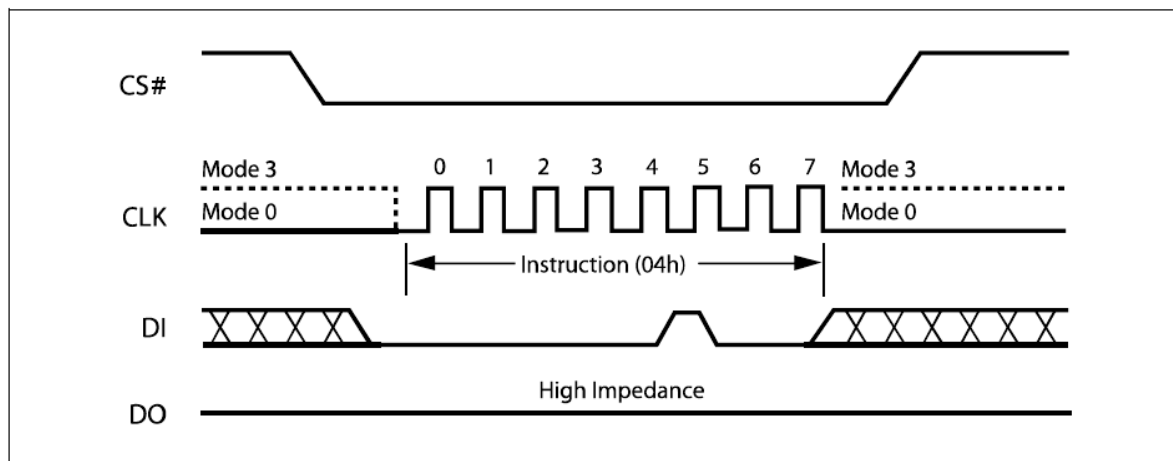 CS#
Mode 3
0 1 2 3 4 5 6 7
Mode 3
CLK
Mode 0
Mode 0
Instruction (04h)
DI
High Impedance
DO